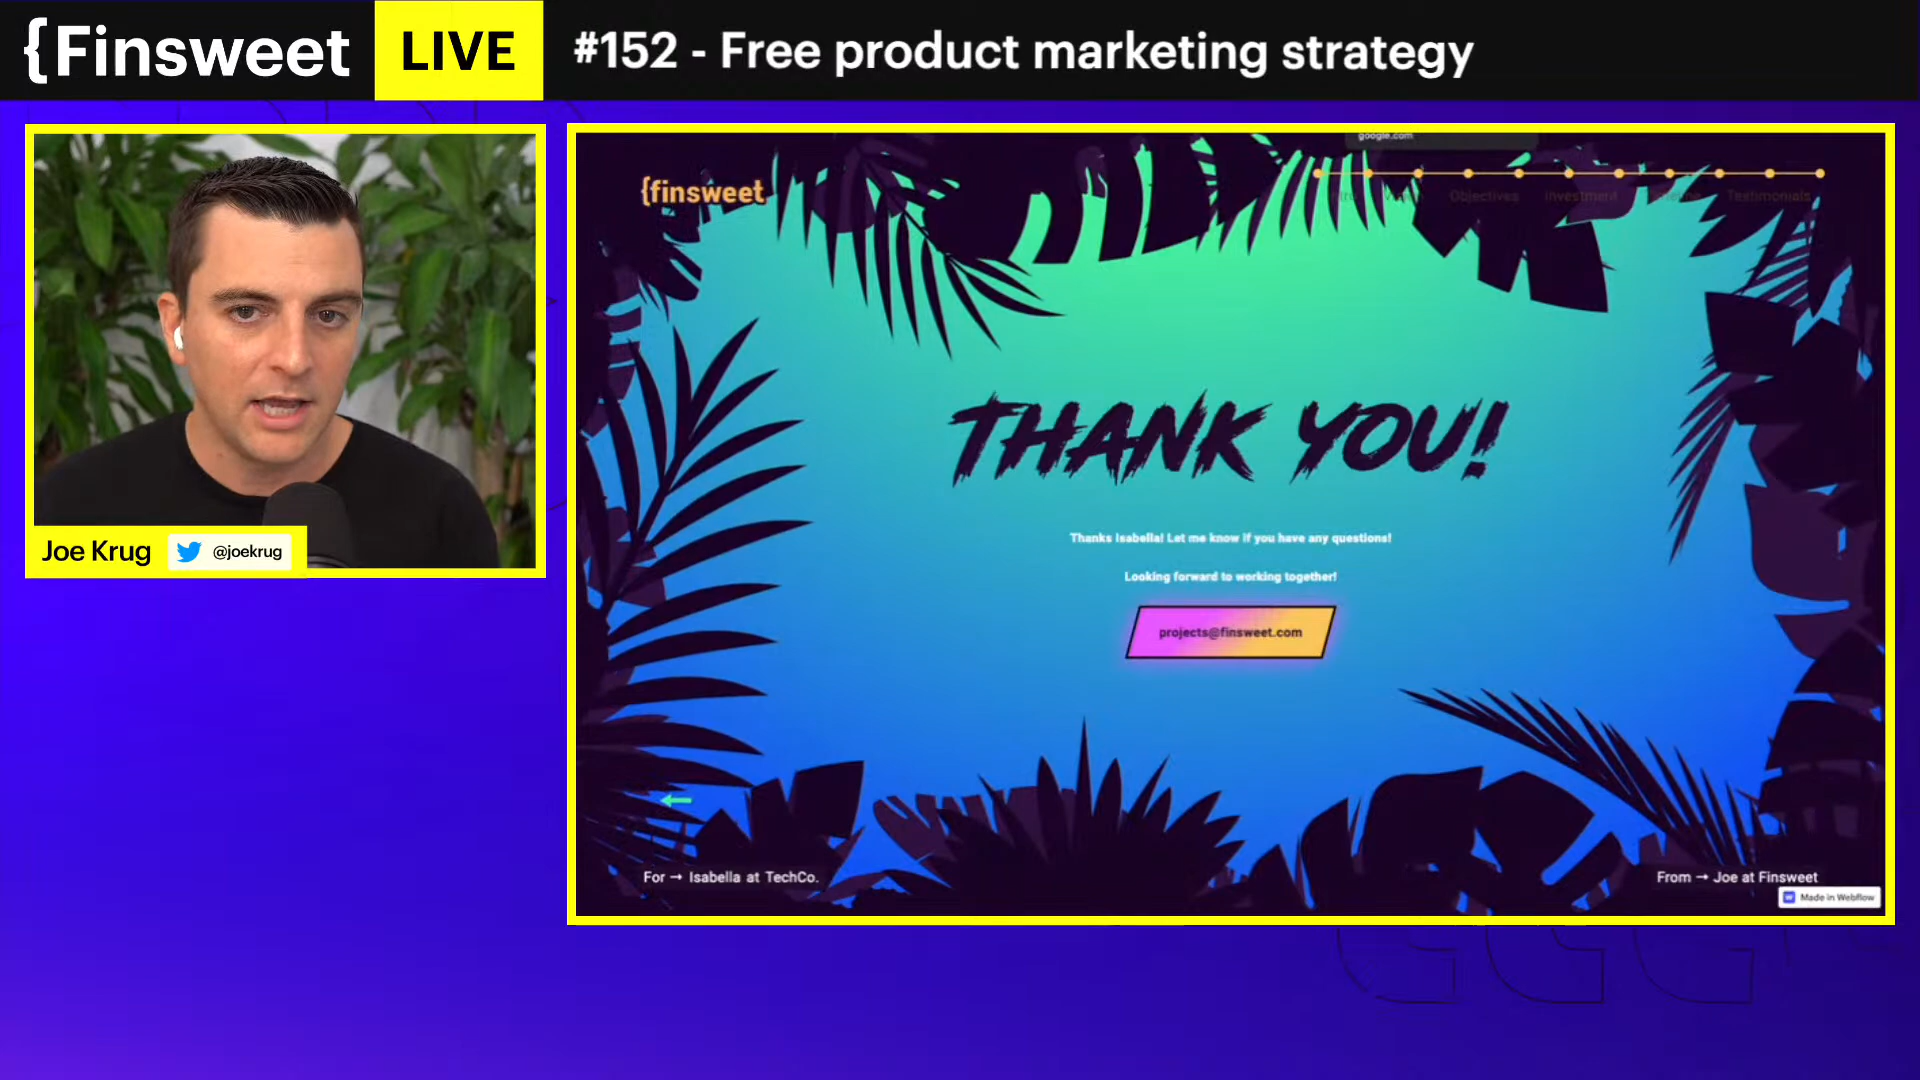 {Finsweet LIVE #152 - Free product marketing strategy
google.com
{finsweet
Objectives Investment Testimonials
THANK YOU!
Thanks Isabella! Let me know if you have any questions!
Looking forward to working together!
projects@finsweet.com
Joe Krug @joekrug
For → Isabella at TechCo.
From → Joe at Finsweet
Made in Webflow